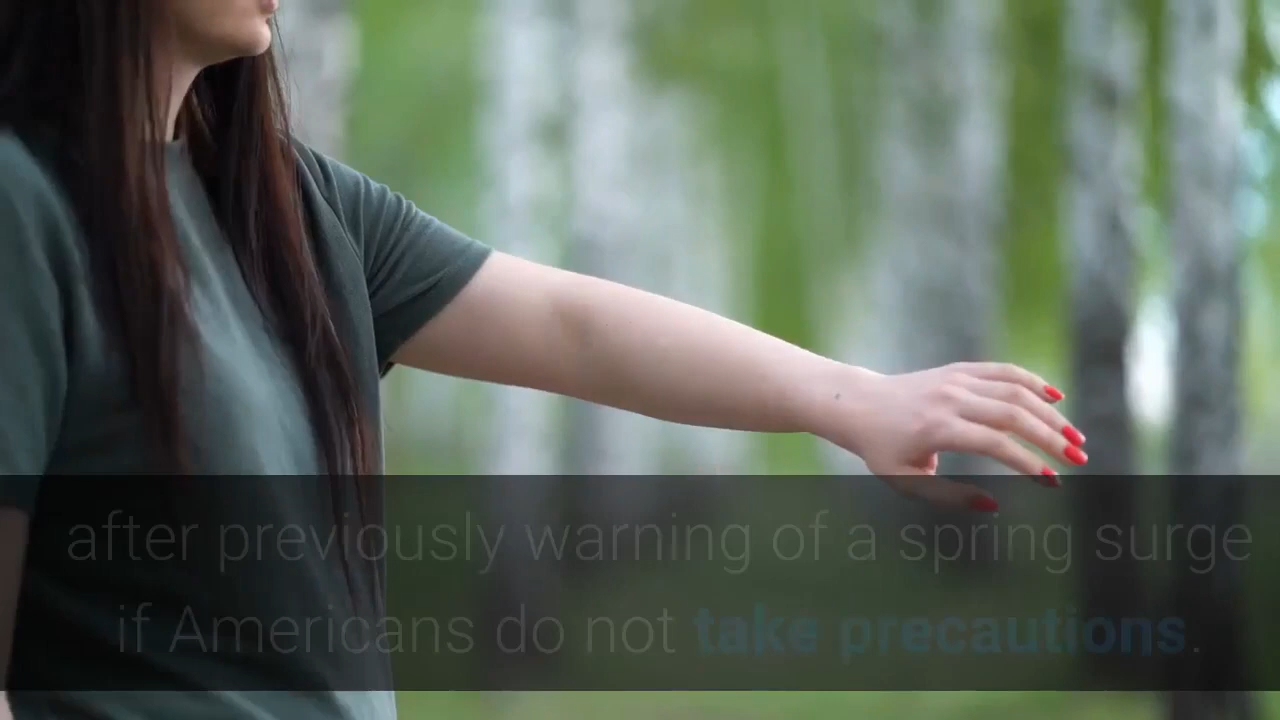 after previously warning of a spring surge
if Americans do not take precautions.